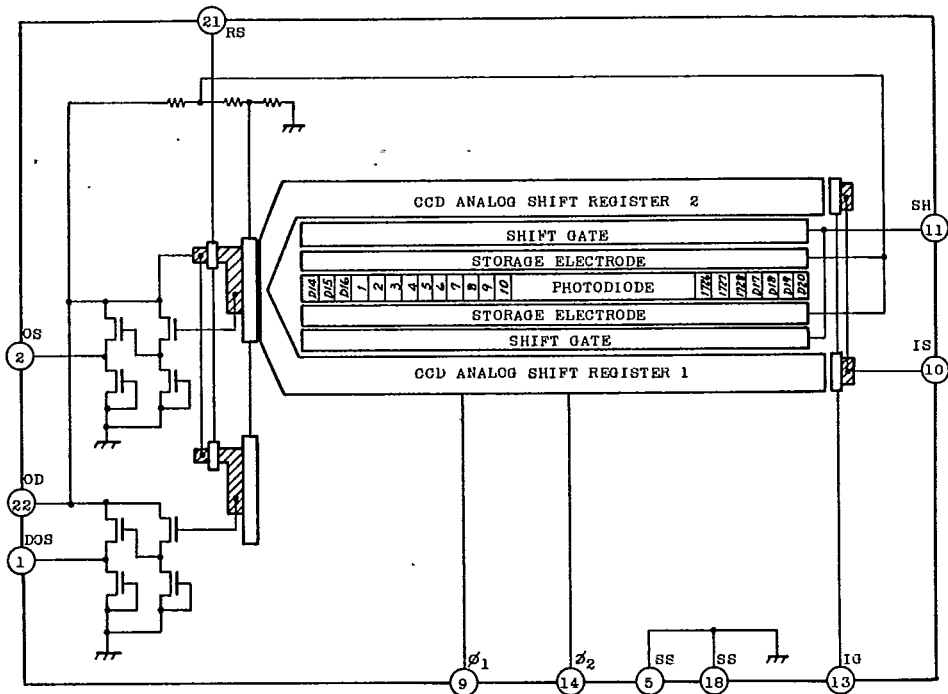 21
RS
CCD ANALOG SHIFT REGISTER 2
SH
11
SHIFT GATE
STORAGE ELECTRODE
D14 D15 D16 1 2 3 4 5 6 7 8 9 10 PHOTODIODE 1726 1727 1728 D17 D18 D19 D20
STORAGE ELECTRODE
OS
2
SHIFT GATE
IS
10
CCD ANALOG SHIFT REGISTER 1
OD
22
DOS
1
ø1
ø2
SS
SS
IG
9
14
5
18
13